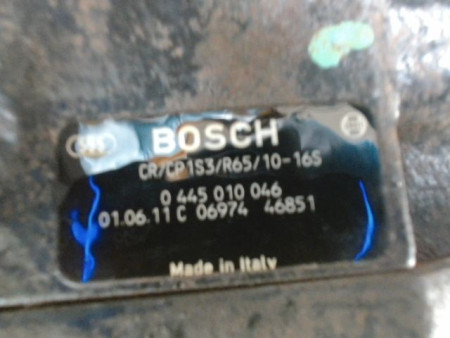 BOSCH
CR/CP1S3/R65/10-16S
0 445 010 046
01.06.11 C 06974 46851
Made in Italy